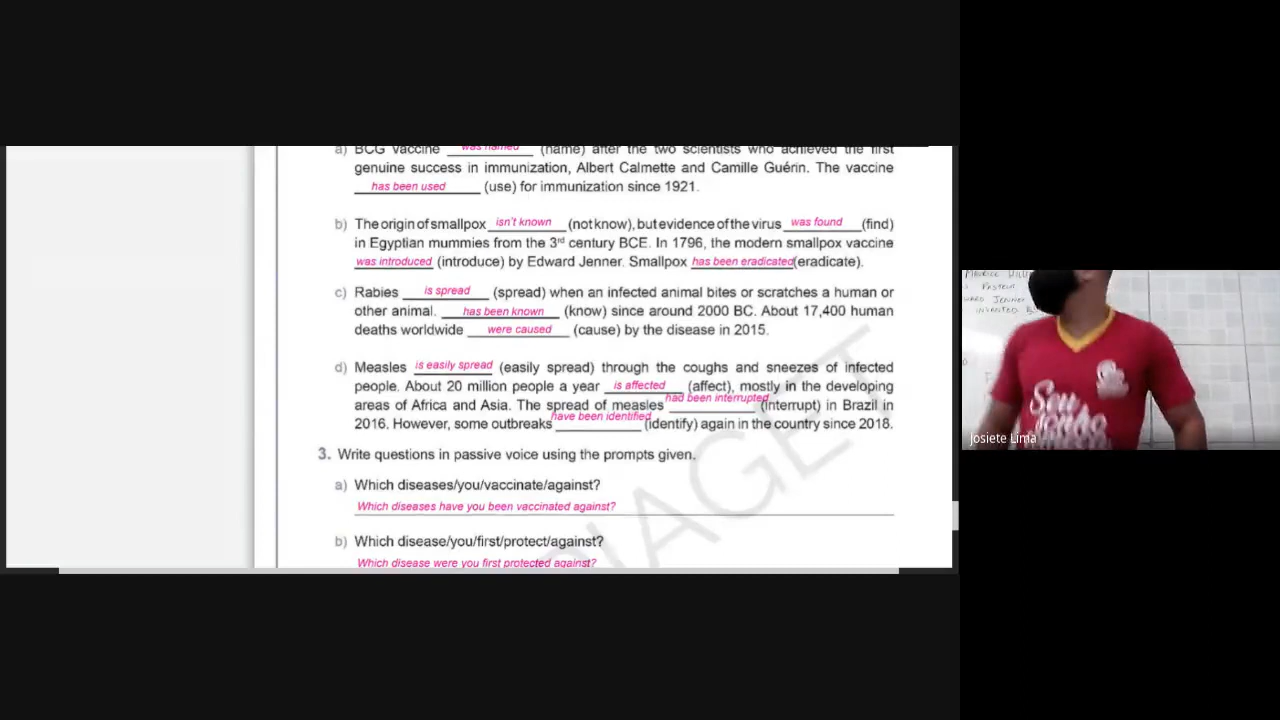 a) BCG vaccine was named (name) after the two scientists who achieved the first
genuine success in immunization, Albert Calmette and Camille Guérin. The vaccine
has been used (use) for immunization since 1921.
b) The origin of smallpox isn't known (not know), but evidence of the virus was found (find)
in Egyptian mummies from the 3rd century BCE. In 1796, the modern smallpox vaccine
was introduced (introduce) by Edward Jenner. Smallpox has been eradicated (eradicate).
c) Rabies is spread (spread) when an infected animal bites or scratches a human or
other animal. has been known (know) since around 2000 BC. About 17,400 human
deaths worldwide were caused (cause) by the disease in 2015.
d) Measles is easily spread (easily spread) through the coughs and sneezes of infected
people. About 20 million people a year is affected (affect), mostly in the developing
areas of Africa and Asia. The spread of measles had been interrupted (interrupt) in Brazil in
2016. However, some outbreaks have been identified (identify) again in the country since 2018.
3. Write questions in passive voice using the prompts given.
a) Which diseases/you/vaccinate/against?
Which diseases have you been vaccinated against?
b) Which disease/you/first/protect/against?
Which disease were you first protected against?
PIAGET
MAURICE
PASTEUR
JENNER
INVENTED
Seu
Josiete Lima